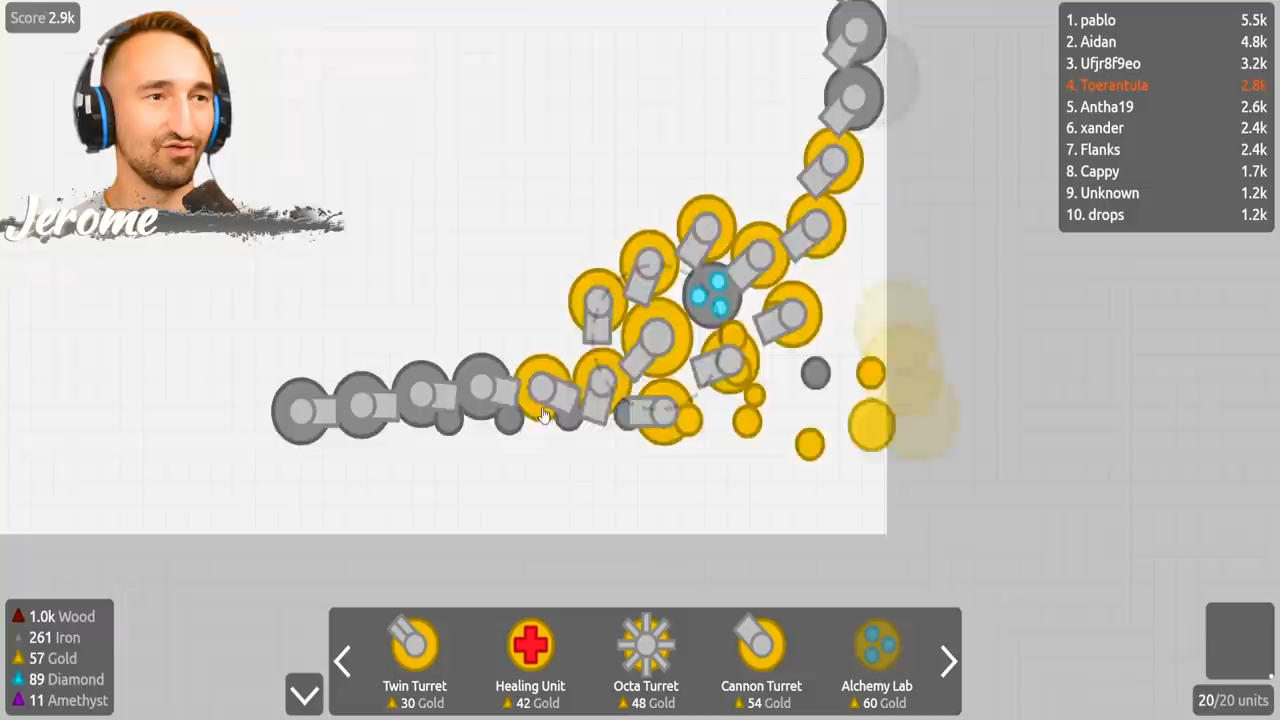 Score 2.9k
Jerome
1. pablo 5.5k
2. Aidan 4.8k
3. Ufjr8f9eo 3.2k
4. Toerantula 2.8k
5. Antha19 2.6k
6. xander 2.4k
7. Flanks 2.4k
8. Cappy 1.7k
9. Unknown 1.2k
10. drops 1.2k
1.0k Wood
261 Iron
57 Gold
89 Diamond
11 Amethyst
Twin Turret
30 Gold
Healing Unit
42 Gold
Octa Turret
48 Gold
Cannon Turret
54 Gold
Alchemy Lab
60 Gold
20/20 units